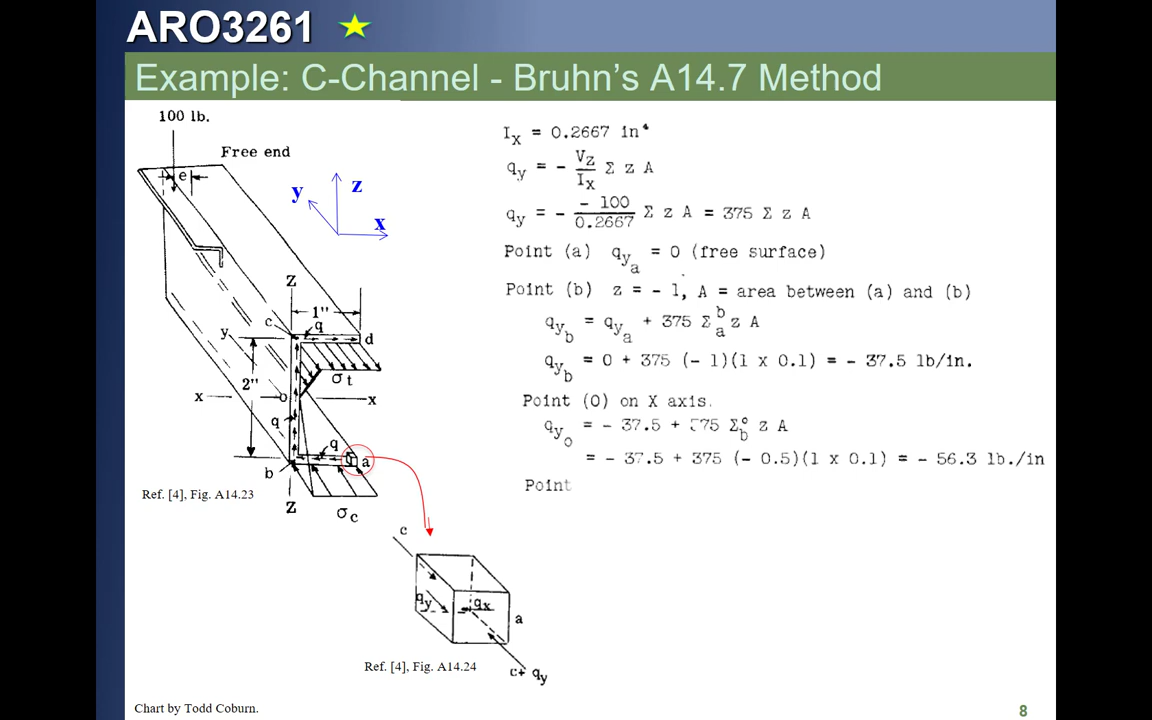 ARO3261
Example: C-Channel - Bruhn's A14.7 Method
100 lb.
Free end
e
y
z
x
Z
1"
c
q
d
y
σt
2"
x
o
x
q
q
a
b
Ref. [4], Fig. A14.23
Z
σc
Ix = 0.2667 in⁴
qy = - Vz/Ix Σ z A
qy = - - 100/0.2667 Σ z A = 375 Σ z A
Point (a) qya = 0 (free surface)
Point (b) z = - 1, A = area between (a) and (b)
qyb = qya + 375 Σab z A
qyb = 0 + 375 (- 1)(1 x 0.1) = - 37.5 lb/in.
Point (0) on X axis.
qyo = - 37.5 + 375 Σbo z A
= - 37.5 + 375 (- 0.5)(1 x 0.1) = - 56.3 lb./in
Point
c
qy
qx
a
c+ qy
Ref. [4], Fig. A14.24
Chart by Todd Coburn.
8